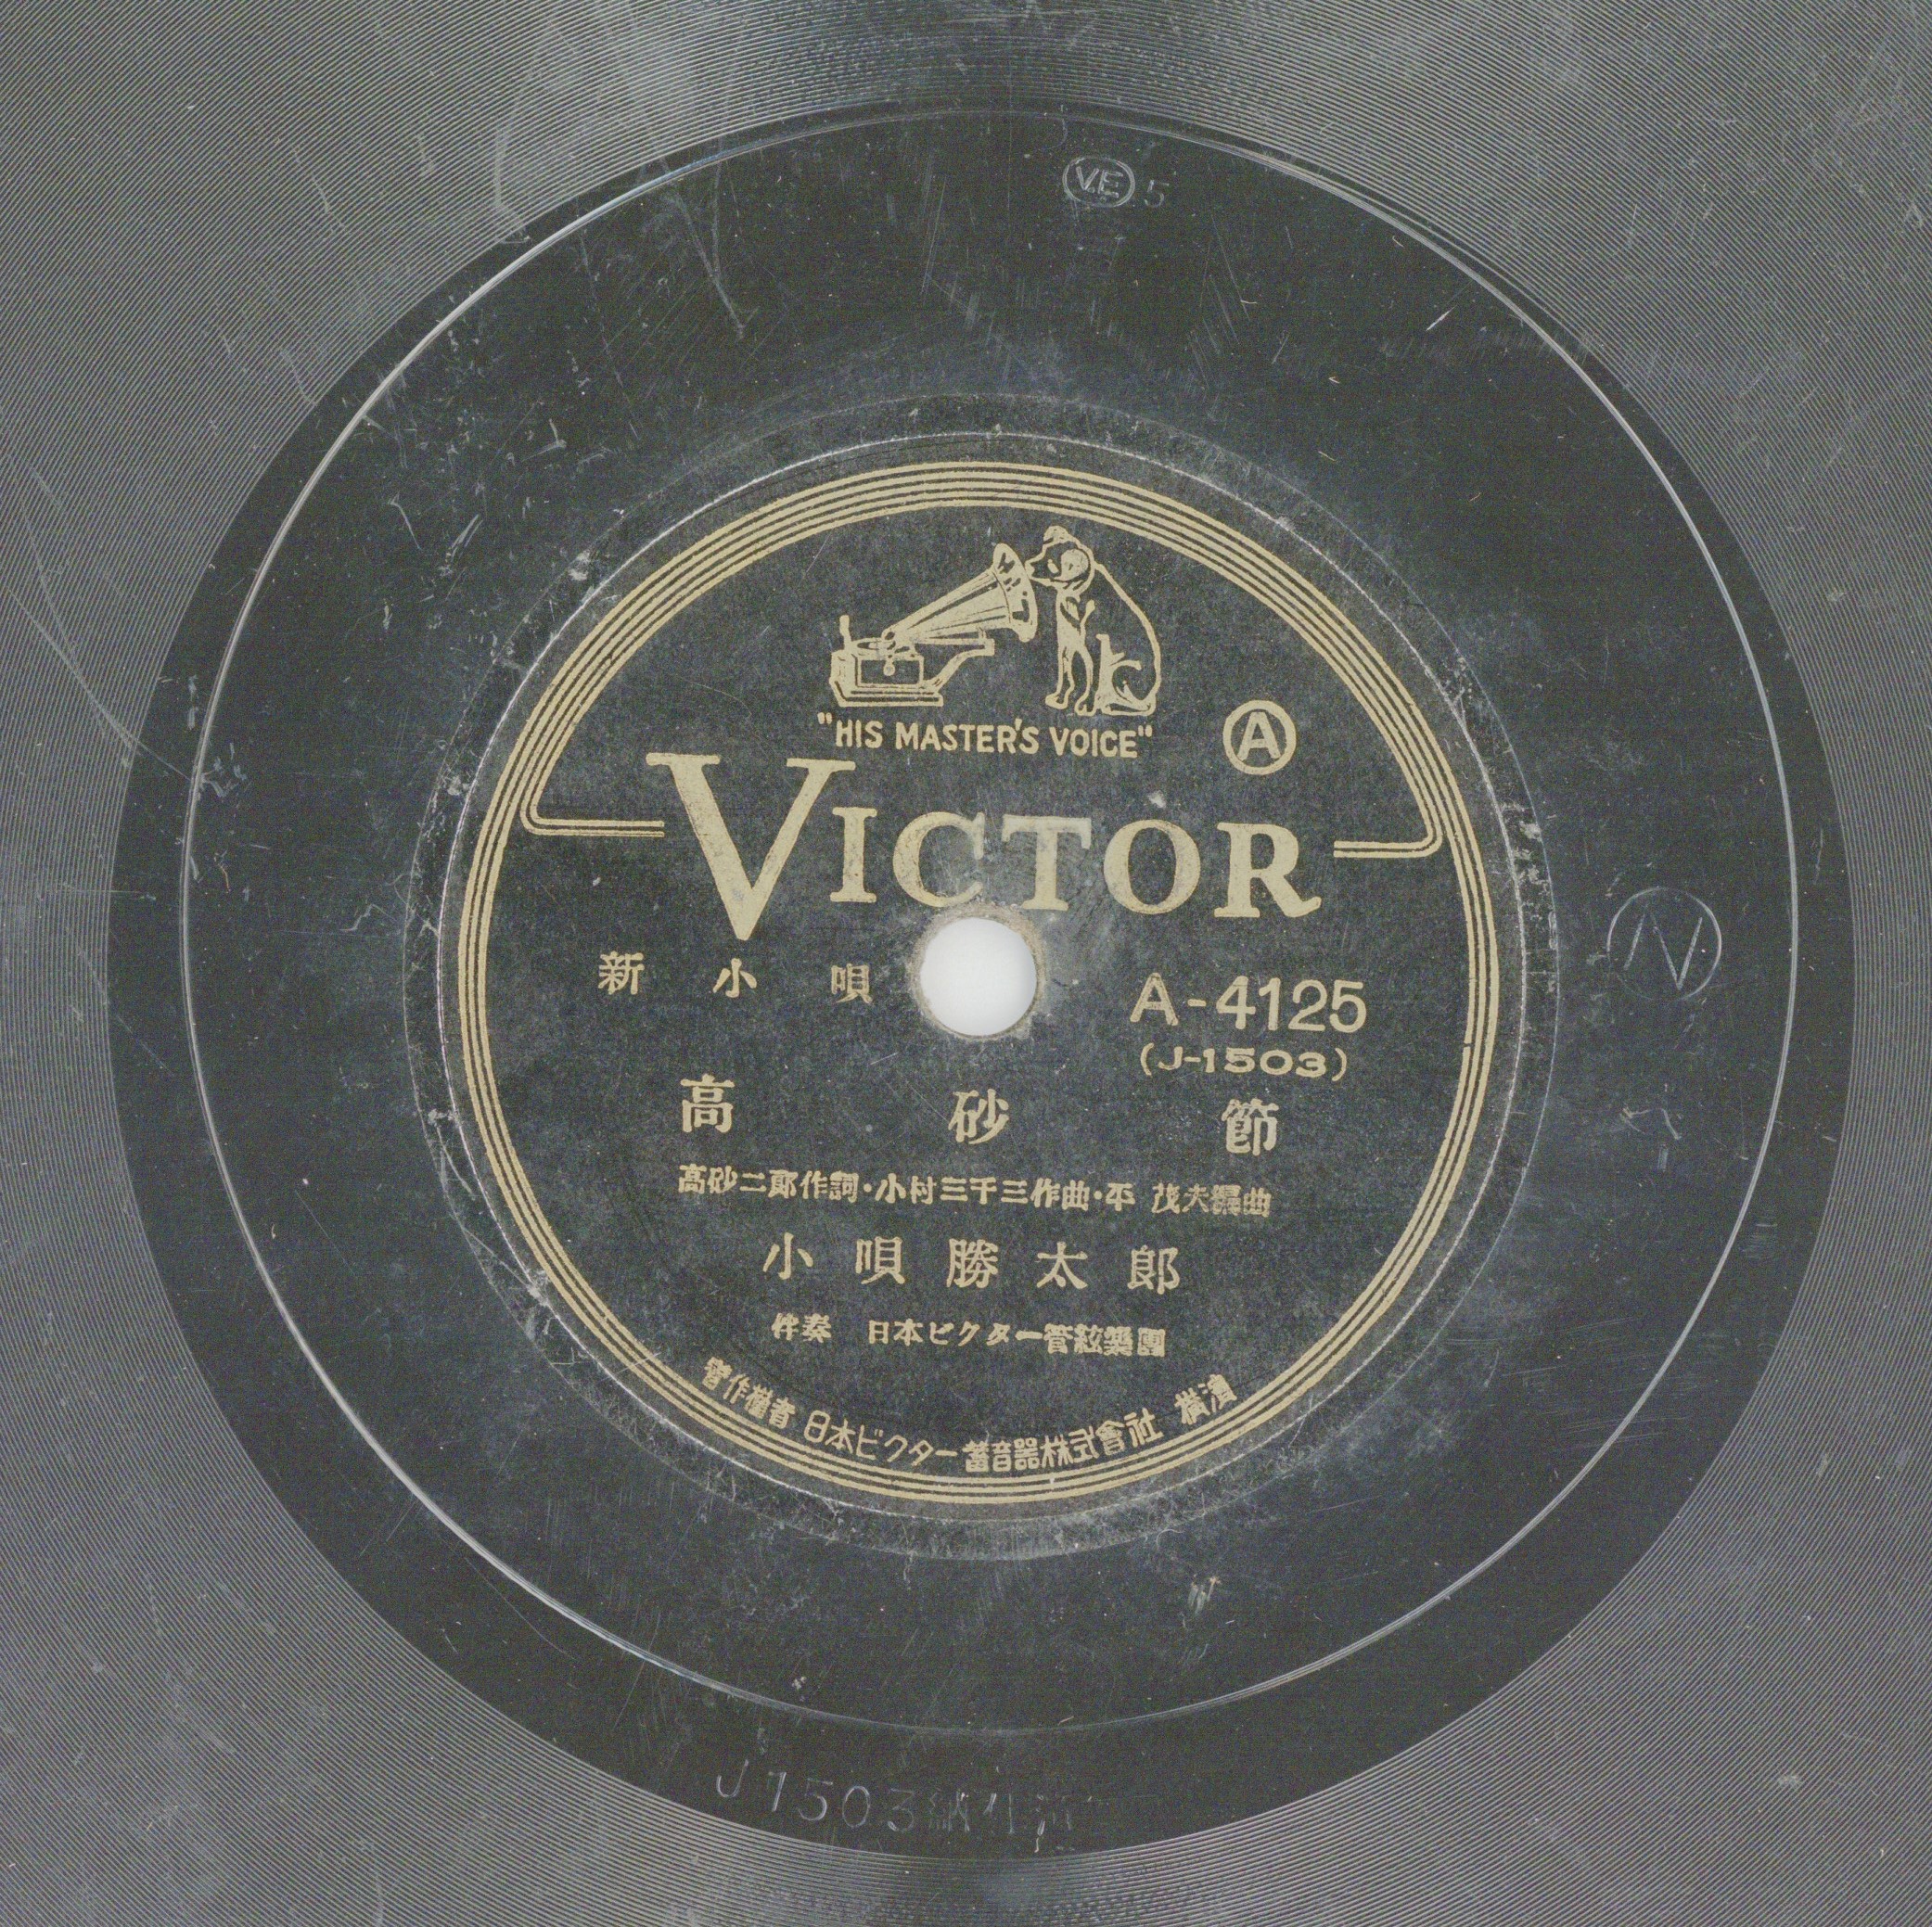 V.E 5
"HIS MASTER'S VOICE"
A
VICTOR
新小唄
A-4125
(J-1503)
高砂節
高砂二郎作詞・小村三千三作曲・平 茂夫編曲
小唄勝太郎
伴奏 日本ビクター管絃樂團
著作權者 日本ビクター蓄音器株式會社 横濱
N
J1503